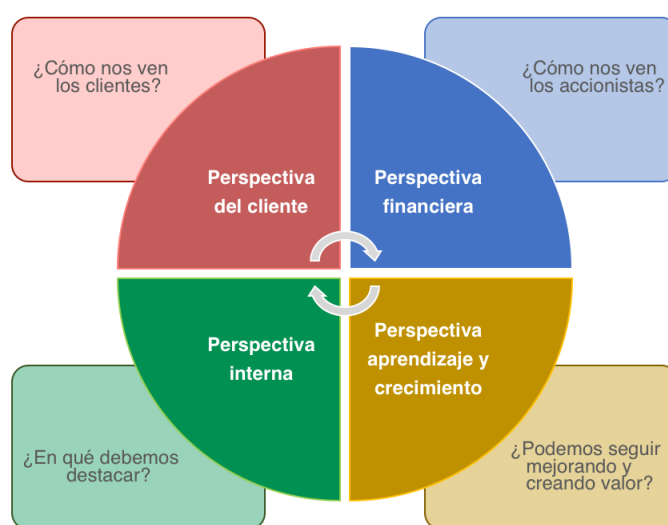 ¿Cómo nos ven
los clientes?
¿Cómo nos ven
los accionistas?
Perspectiva
del cliente
Perspectiva
financiera
Perspectiva
interna
Perspectiva
aprendizaje y
crecimiento
¿En qué debemos
destacar?
¿Podemos seguir
mejorando y
creando valor?